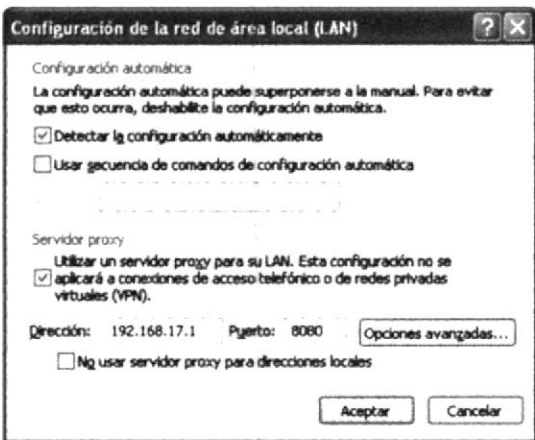 Configuración de la red de área local (LAN)
Configuración automática
La configuración automática puede superponerse a la manual. Para evitar
que esto ocurra, deshabilite la configuración automática.
Detectar la configuración automáticamente
Usar secuencia de comandos de configuración automática
Servidor proxy
Utilizar un servidor proxy para su LAN. Esta configuración no se
aplicará a conexiones de acceso telefónico o de redes privadas
virtuales (VPN).
Dirección: 192.168.17.1 Puerto: 8080 Opciones avanzadas...
No usar servidor proxy para direcciones locales
Aceptar Cancelar